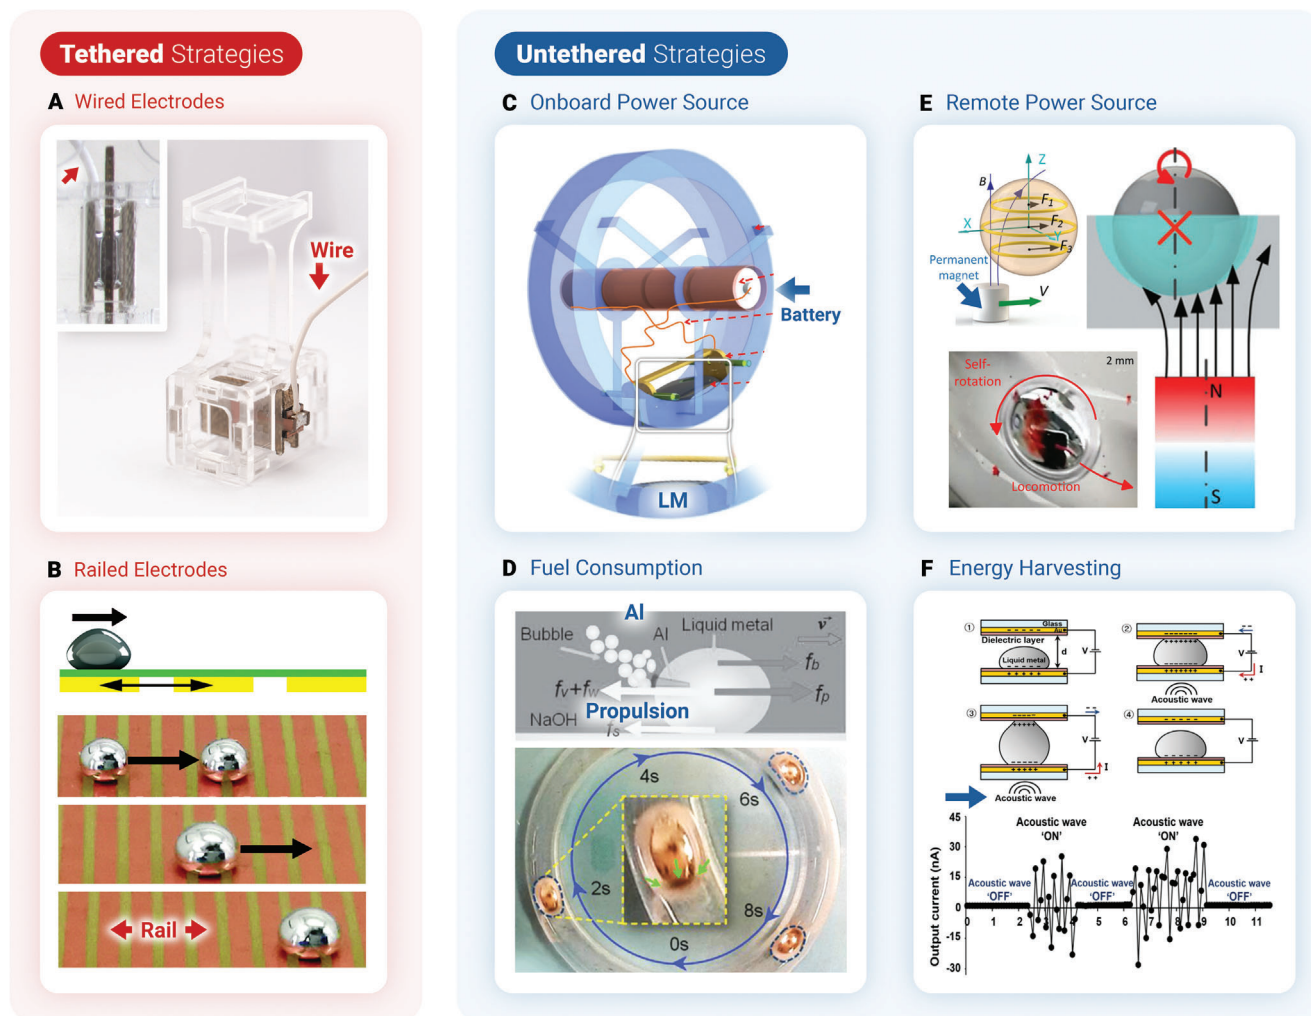 Tethered Strategies
A Wired Electrodes
Wire
B Railed Electrodes
Rail
Untethered Strategies
C Onboard Power Source
Battery
LM
D Fuel Consumption
Al
Bubble
Al
Liquid metal
v
fb
fv+fw
fp
Propulsion
NaOH
fs
4s
6s
2s
8s
0s
E Remote Power Source
Z
B
F1
X
F2
Y
F3
Permanent
magnet
V
2 mm
Self-
rotation
Locomotion
N
S
F Energy Harvesting
①
Glass
Au
Dielectric layer
d
V
Liquid metal
- - - - -
+ + + + +
②
- -
- - - - - -
+++++++
V
I
- - - - - -
+++++++
++
Acoustic wave
③
- -
- - - - -
+++++
V
- - - - - -
+++++
I
++
Acoustic wave
④
- - - - -
V
- - - - -
+ + + + +
Output current (nA)
45
30
15
0
-15
-30
Acoustic wave
'ON'
Acoustic wave
'ON'
Acoustic wave
'OFF'
Acoustic wave
'OFF'
Acoustic wave
'OFF'
0 1 2 3 4 5 6 7 8 9 10 11